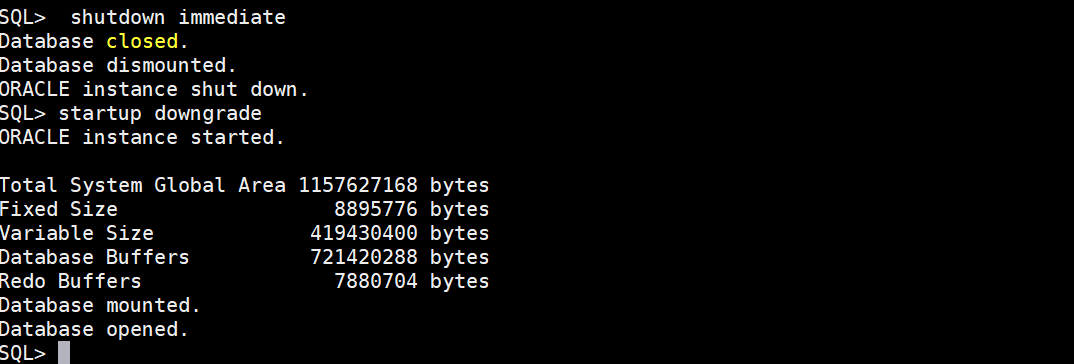 SQL>  shutdown immediate
Database closed.
Database dismounted.
ORACLE instance shut down.
SQL> startup downgrade
ORACLE instance started.

Total System Global Area 1157627168 bytes
Fixed Size                  8895776 bytes
Variable Size             419430400 bytes
Database Buffers          721420288 bytes
Redo Buffers                7880704 bytes
Database mounted.
Database opened.
SQL>